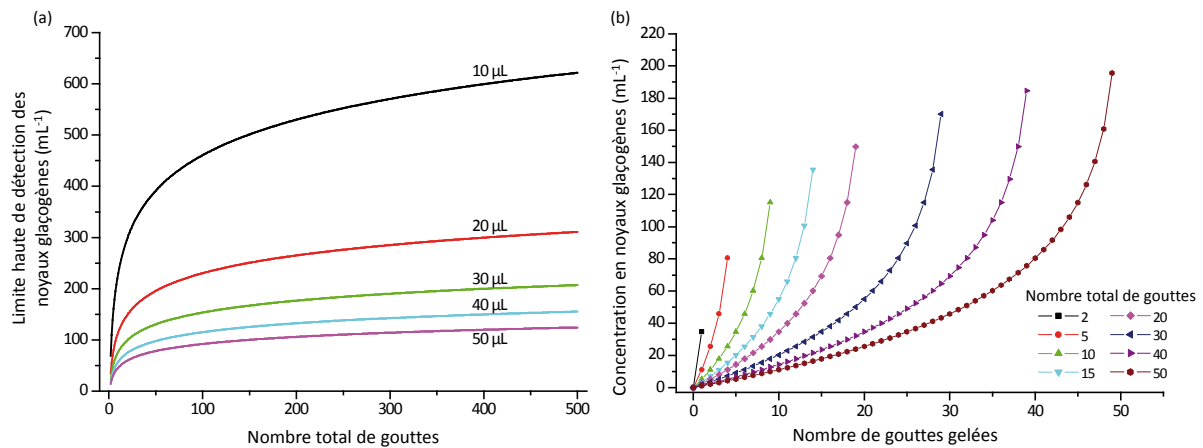 (a)
700
600
500
400
300
200
100
0
Limite haute de détection des
noyaux glaçogènes (mL-1)
10 µL
20 µL
30 µL
40 µL
50 µL
0 100 200 300 400 500
Nombre total de gouttes
(b)
220
200
180
160
140
120
100
80
60
40
20
0
Concentration en noyaux glaçogènes (mL-1)
Nombre total de gouttes
2 20
5 30
10 40
15 50
0 10 20 30 40 50
Nombre de gouttes gelées